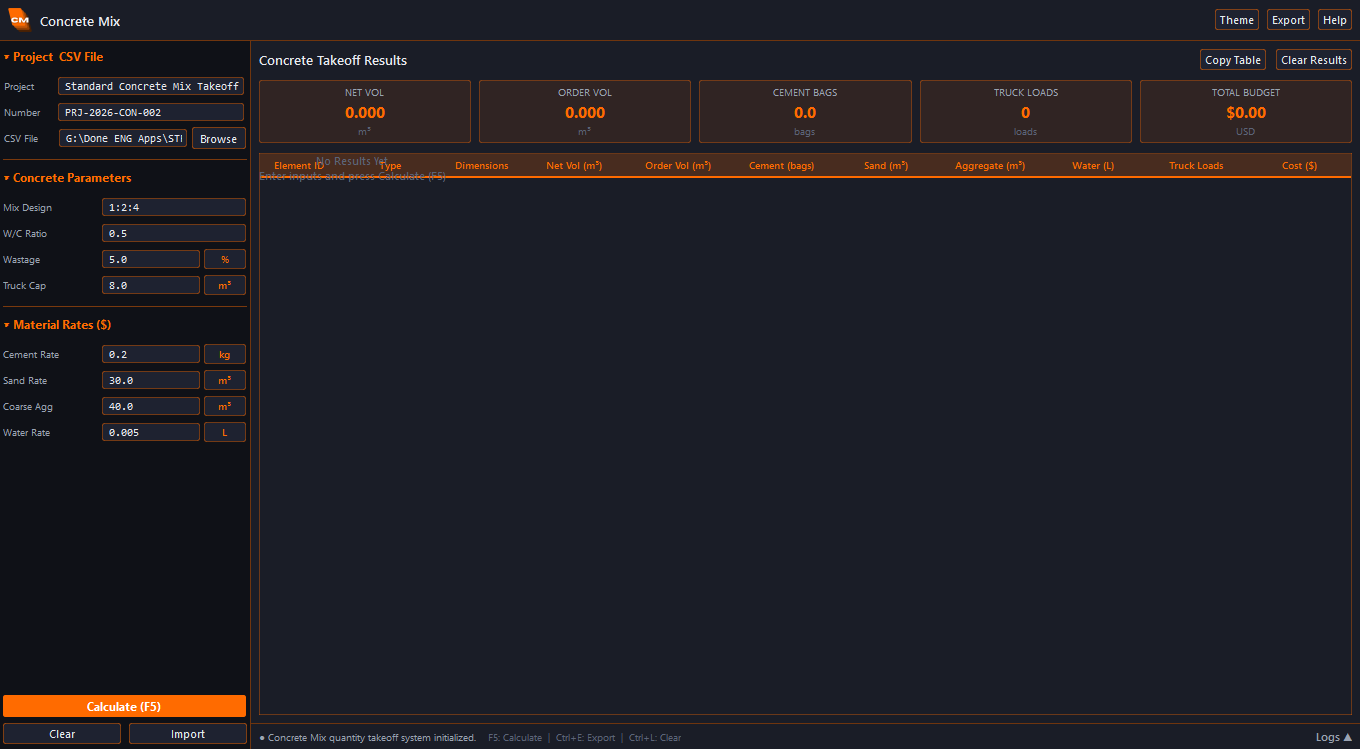 CM Concrete Mix Theme Export Help
▾ Project CSV File
Project Standard Concrete Mix Takeoff
Number PRJ-2026-CON-002
CSV File G:\Done ENG Apps\STI Browse
▾ Concrete Parameters
Mix Design 1:2:4
W/C Ratio 0.5
Wastage 5.0 %
Truck Cap 8.0 m³
▾ Material Rates ($)
Cement Rate 0.2 kg
Sand Rate 30.0 m³
Coarse Agg 40.0 m³
Water Rate 0.005 L
Calculate (F5)
Clear Import
Concrete Takeoff Results Copy Table Clear Results
NET VOL ORDER VOL CEMENT BAGS TRUCK LOADS TOTAL BUDGET
0.000 0.000 0.0 0 $0.00
m³ m³ bags loads USD
No Results Yet
Element ID Type Dimensions Net Vol (m³) Order Vol (m³) Cement (bags) Sand (m³) Aggregate (m³) Water (L) Truck Loads Cost ($)
Enter inputs and press Calculate (F5)
● Concrete Mix quantity takeoff system initialized. F5: Calculate | Ctrl+E: Export | Ctrl+L: Clear Logs ▲